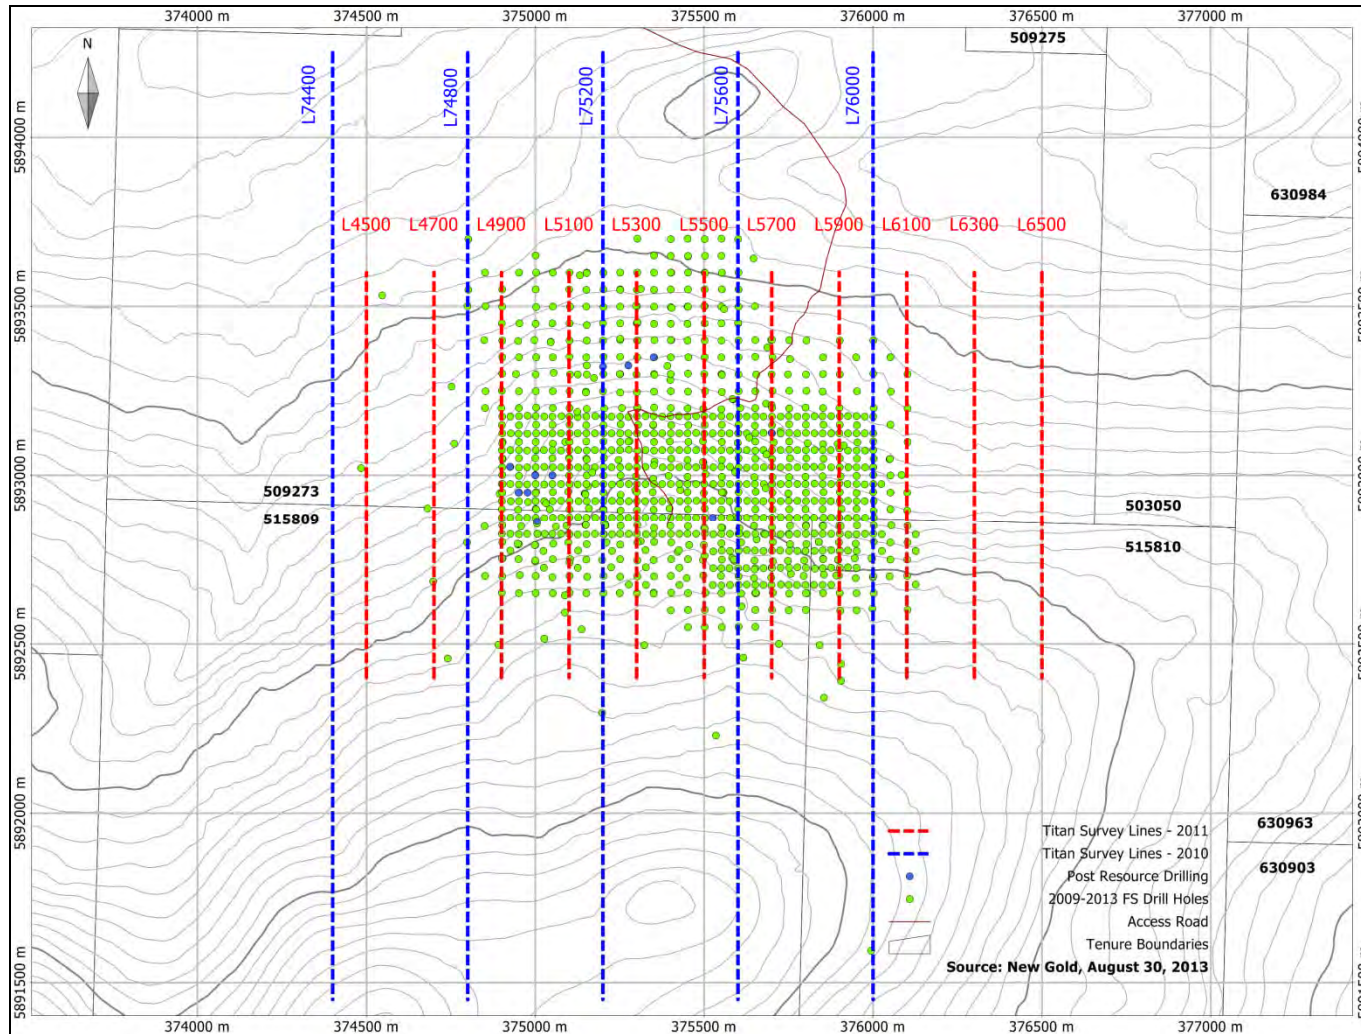 374000 m 374500 m 375000 m 375500 m 376000 m 376500 m 377000 m
N
509275
L74400 L74800 L75200 L75600 L76000
5894000 m
630984
L4500 L4700 L4900 L5100 L5300 L5500 L5700 L5900 L6100 L6300 L6500
5893500 m
5893000 m
509273
515809
503050
515810
5892500 m
5892000 m
630963
630903
Titan Survey Lines - 2011
Titan Survey Lines - 2010
Post Resource Drilling
2009-2013 FS Drill Holes
Access Road
Tenure Boundaries
Source: New Gold, August 30, 2013
5891500 m
374000 m 374500 m 375000 m 375500 m 376000 m 376500 m 377000 m